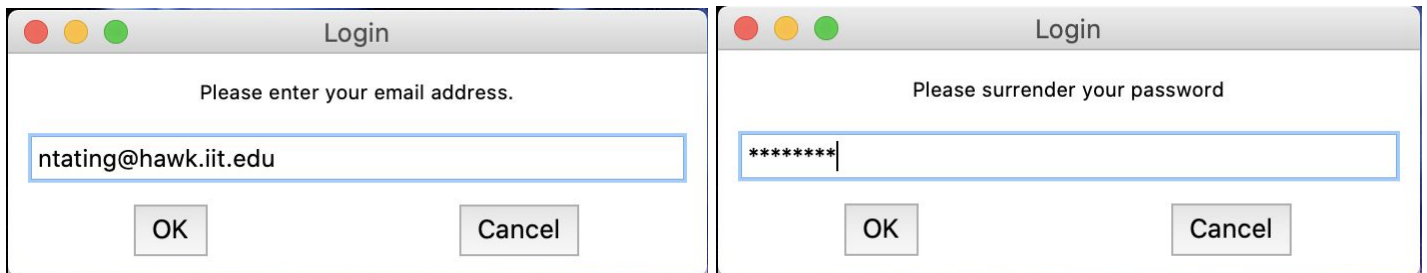 Login
Please enter your email address.
ntating@hawk.iit.edu
OK Cancel
Login
Please surrender your password
********
OK Cancel